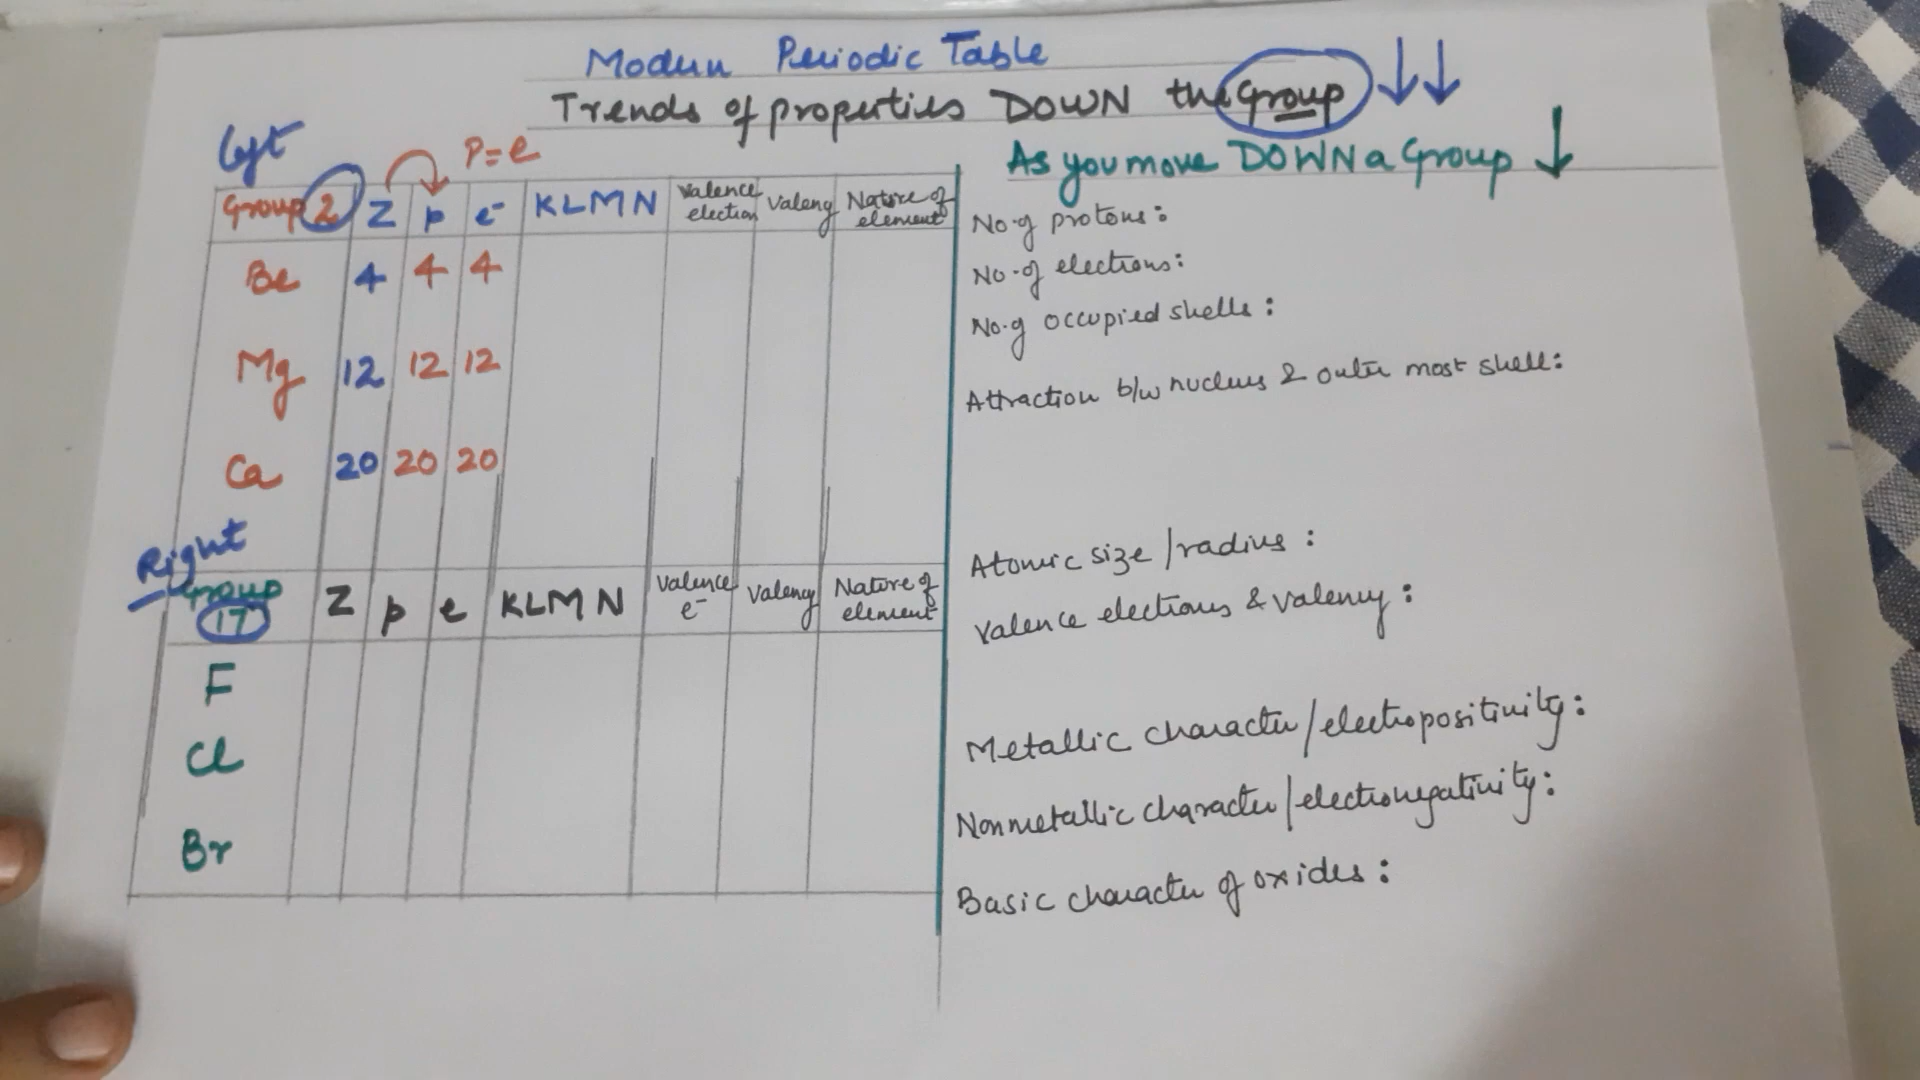 Modern Periodic Table
Trends of properties DOWN the Group
Left
P=e
As you move DOWN a Group
Group 2 Z p e⁻ KLMN Valence electron Valency Nature of element
Be 4 4 4
Mg 12 12 12
Ca 20 20 20
Right
Group 17 Z p e KLMN Valence e⁻ Valency Nature of element
F
Cl
Br
No. of protons:
No. of electrons:
No. of occupied shells:
Attraction b/w nucleus & outer most shell:
Atomic size/radius:
Valence electrons & valency:
Metallic character/electropositivity:
Nonmetallic character/electronegativity:
Basic character of oxides: